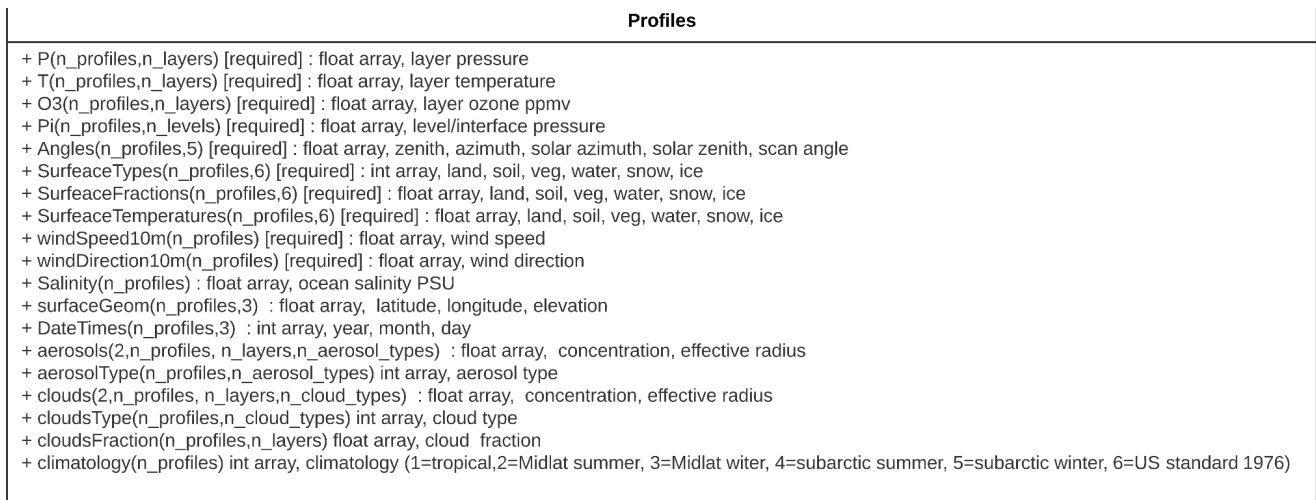 Profiles
+ P(n_profiles,n_layers) [required] : float array, layer pressure
+ T(n_profiles,n_layers) [required] : float array, layer temperature
+ O3(n_profiles,n_layers) [required] : float array, layer ozone ppmv
+ Pi(n_profiles,n_levels) [required] : float array, level/interface pressure
+ Angles(n_profiles,5) [required] : float array, zenith, azimuth, solar azimuth, solar zenith, scan angle
+ SurfeaceTypes(n_profiles,6) [required] : int array, land, soil, veg, water, snow, ice
+ SurfeaceFractions(n_profiles,6) [required] : float array, land, soil, veg, water, snow, ice
+ SurfeaceTemperatures(n_profiles,6) [required] : float array, land, soil, veg, water, snow, ice
+ windSpeed10m(n_profiles) [required] : float array, wind speed
+ windDirection10m(n_profiles) [required] : float array, wind direction
+ Salinity(n_profiles) : float array, ocean salinity PSU
+ surfaceGeom(n_profiles,3)  : float array,  latitude, longitude, elevation
+ DateTimes(n_profiles,3)  : int array, year, month, day
+ aerosols(2,n_profiles, n_layers,n_aerosol_types)  : float array,  concentration, effective radius
+ aerosolType(n_profiles,n_aerosol_types) int array, aerosol type
+ clouds(2,n_profiles, n_layers,n_cloud_types)  : float array,  concentration, effective radius
+ cloudsType(n_profiles,n_cloud_types) int array, cloud type
+ cloudsFraction(n_profiles,n_layers) float array, cloud  fraction
+ climatology(n_profiles) int array, climatology (1=tropical,2=Midlat summer, 3=Midlat witer, 4=subarctic summer, 5=subarctic winter, 6=US standard 1976)